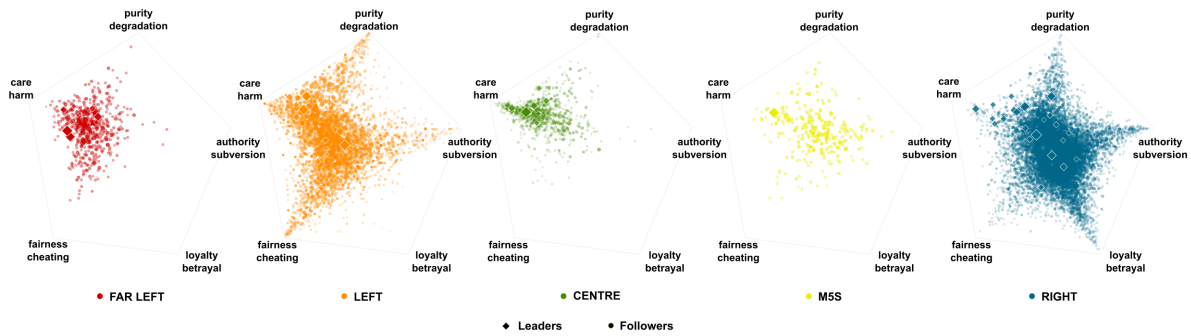 purity
degradation
care
harm
authority
subversion
fairness
cheating
loyalty
betrayal
purity
degradation
care
harm
authority
subversion
fairness
cheating
loyalty
betrayal
purity
degradation
care
harm
authority
subversion
fairness
cheating
loyalty
betrayal
purity
degradation
care
harm
authority
subversion
fairness
cheating
loyalty
betrayal
purity
degradation
care
harm
authority
subversion
fairness
cheating
loyalty
betrayal
FAR LEFT
LEFT
CENTRE
M5S
RIGHT
Leaders
Followers